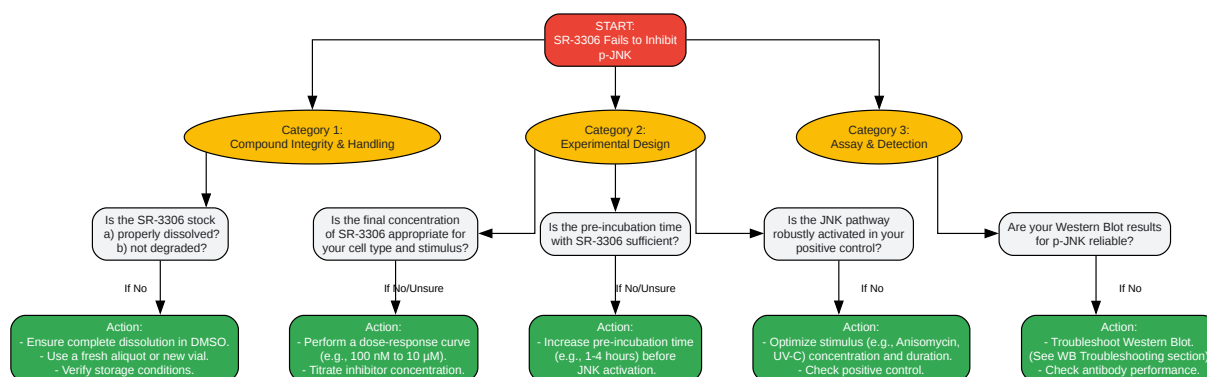 START:
SR-3306 Fails to Inhibit
p-JNK
Category 1:
Compound Integrity & Handling
Category 2:
Experimental Design
Category 3:
Assay & Detection
Is the SR-3306 stock
a) properly dissolved?
b) not degraded?
Is the final concentration
of SR-3306 appropriate for
your cell type and stimulus?
Is the pre-incubation time
with SR-3306 sufficient?
Is the JNK pathway
robustly activated in your
positive control?
Are your Western Blot results
for p-JNK reliable?
If No
If No/Unsure
If No/Unsure
If No
If No
Action:
- Ensure complete dissolution in DMSO.
- Use a fresh aliquot or new vial.
- Verify storage conditions.
Action:
- Perform a dose-response curve
(e.g., 100 nM to 10 μM).
- Titrate inhibitor concentration.
Action:
- Increase pre-incubation time
(e.g., 1-4 hours) before
JNK activation.
Action:
- Optimize stimulus (e.g., Anisomycin,
UV-C) concentration and duration.
- Check positive control.
Action:
- Troubleshoot Western Blot.
(See WB Troubleshooting section)
- Check antibody performance.